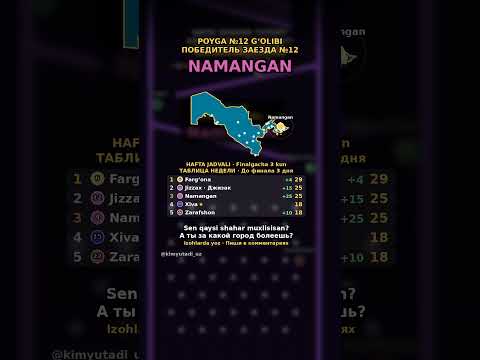 POYGA №12 G'OLIBI
ПОБЕДИТЕЛЬ ЗАЕЗДА №12
NAMANGAN
Namangan
HAFTA JADVALI · Finalgacha 3 kun
ТАБЛИЦА НЕДЕЛИ · До финала 3 дня
1 Farg'ona +4 29
2 Jizzax · Джизак +15 25
3 Namangan +25 25
4 Xiva 18
5 Zarafshon +10 18
Sen qaysi shahar muxlisisan?
А ты за какой город болеешь?
Izohlarda yoz · Пиши в комментариях
@kimyutadi_uz